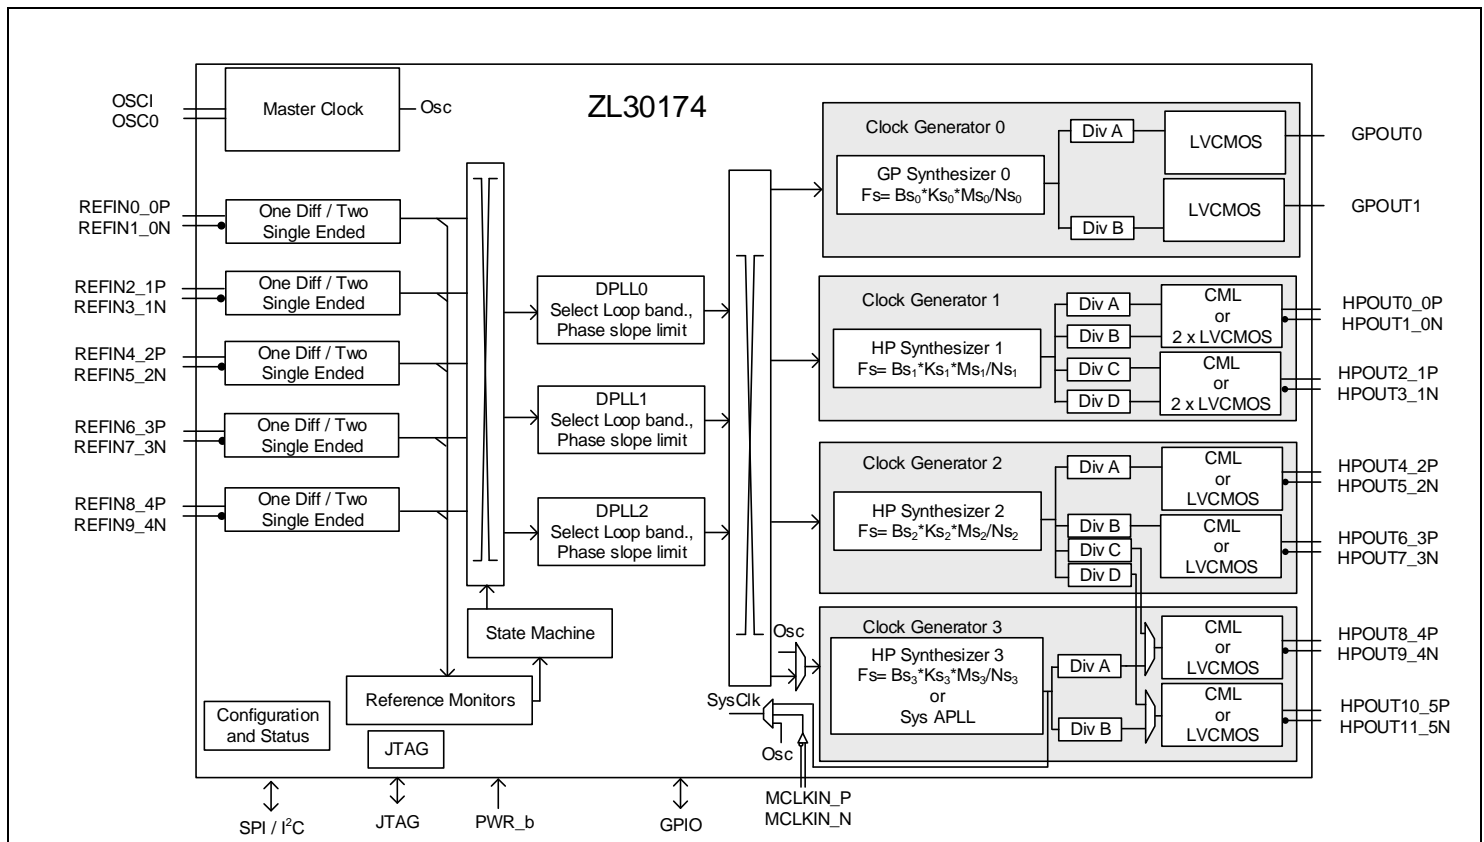 ZL30174
OSCI
OSC0
Master Clock
Osc
REFIN0_0P
REFIN1_0N
One Diff / Two
Single Ended
REFIN2_1P
REFIN3_1N
One Diff / Two
Single Ended
REFIN4_2P
REFIN5_2N
One Diff / Two
Single Ended
REFIN6_3P
REFIN7_3N
One Diff / Two
Single Ended
REFIN8_4P
REFIN9_4N
One Diff / Two
Single Ended
DPLL0
Select Loop band.,
Phase slope limit
DPLL1
Select Loop band.,
Phase slope limit
DPLL2
Select Loop band.,
Phase slope limit
State Machine
Reference Monitors
Configuration
and Status
JTAG
Clock Generator 0
GP Synthesizer 0
Fs= Bs₀*Ks₀*Ms₀/Ns₀
Div A
Div B
LVCMOS
LVCMOS
GPOUT0
GPOUT1
Clock Generator 1
HP Synthesizer 1
Fs= Bs₁*Ks₁*Ms₁/Ns₁
Div A
Div B
Div C
Div D
CML
or
2 x LVCMOS
CML
or
2 x LVCMOS
HPOUT0_0P
HPOUT1_0N
HPOUT2_1P
HPOUT3_1N
Clock Generator 2
HP Synthesizer 2
Fs= Bs₂*Ks₂*Ms₂/Ns₂
Div A
Div B
Div C
Div D
CML
or
LVCMOS
CML
or
LVCMOS
HPOUT4_2P
HPOUT5_2N
HPOUT6_3P
HPOUT7_3N
Osc
Clock Generator 3
HP Synthesizer 3
Fs= Bs₃*Ks₃*Ms₃/Ns₃
or
Sys APLL
Div A
Div B
CML
or
LVCMOS
CML
or
LVCMOS
HPOUT8_4P
HPOUT9_4N
HPOUT10_5P
HPOUT11_5N
SysClk
Osc
SPI / I²C
JTAG
PWR_b
GPIO
MCLKIN_P
MCLKIN_N